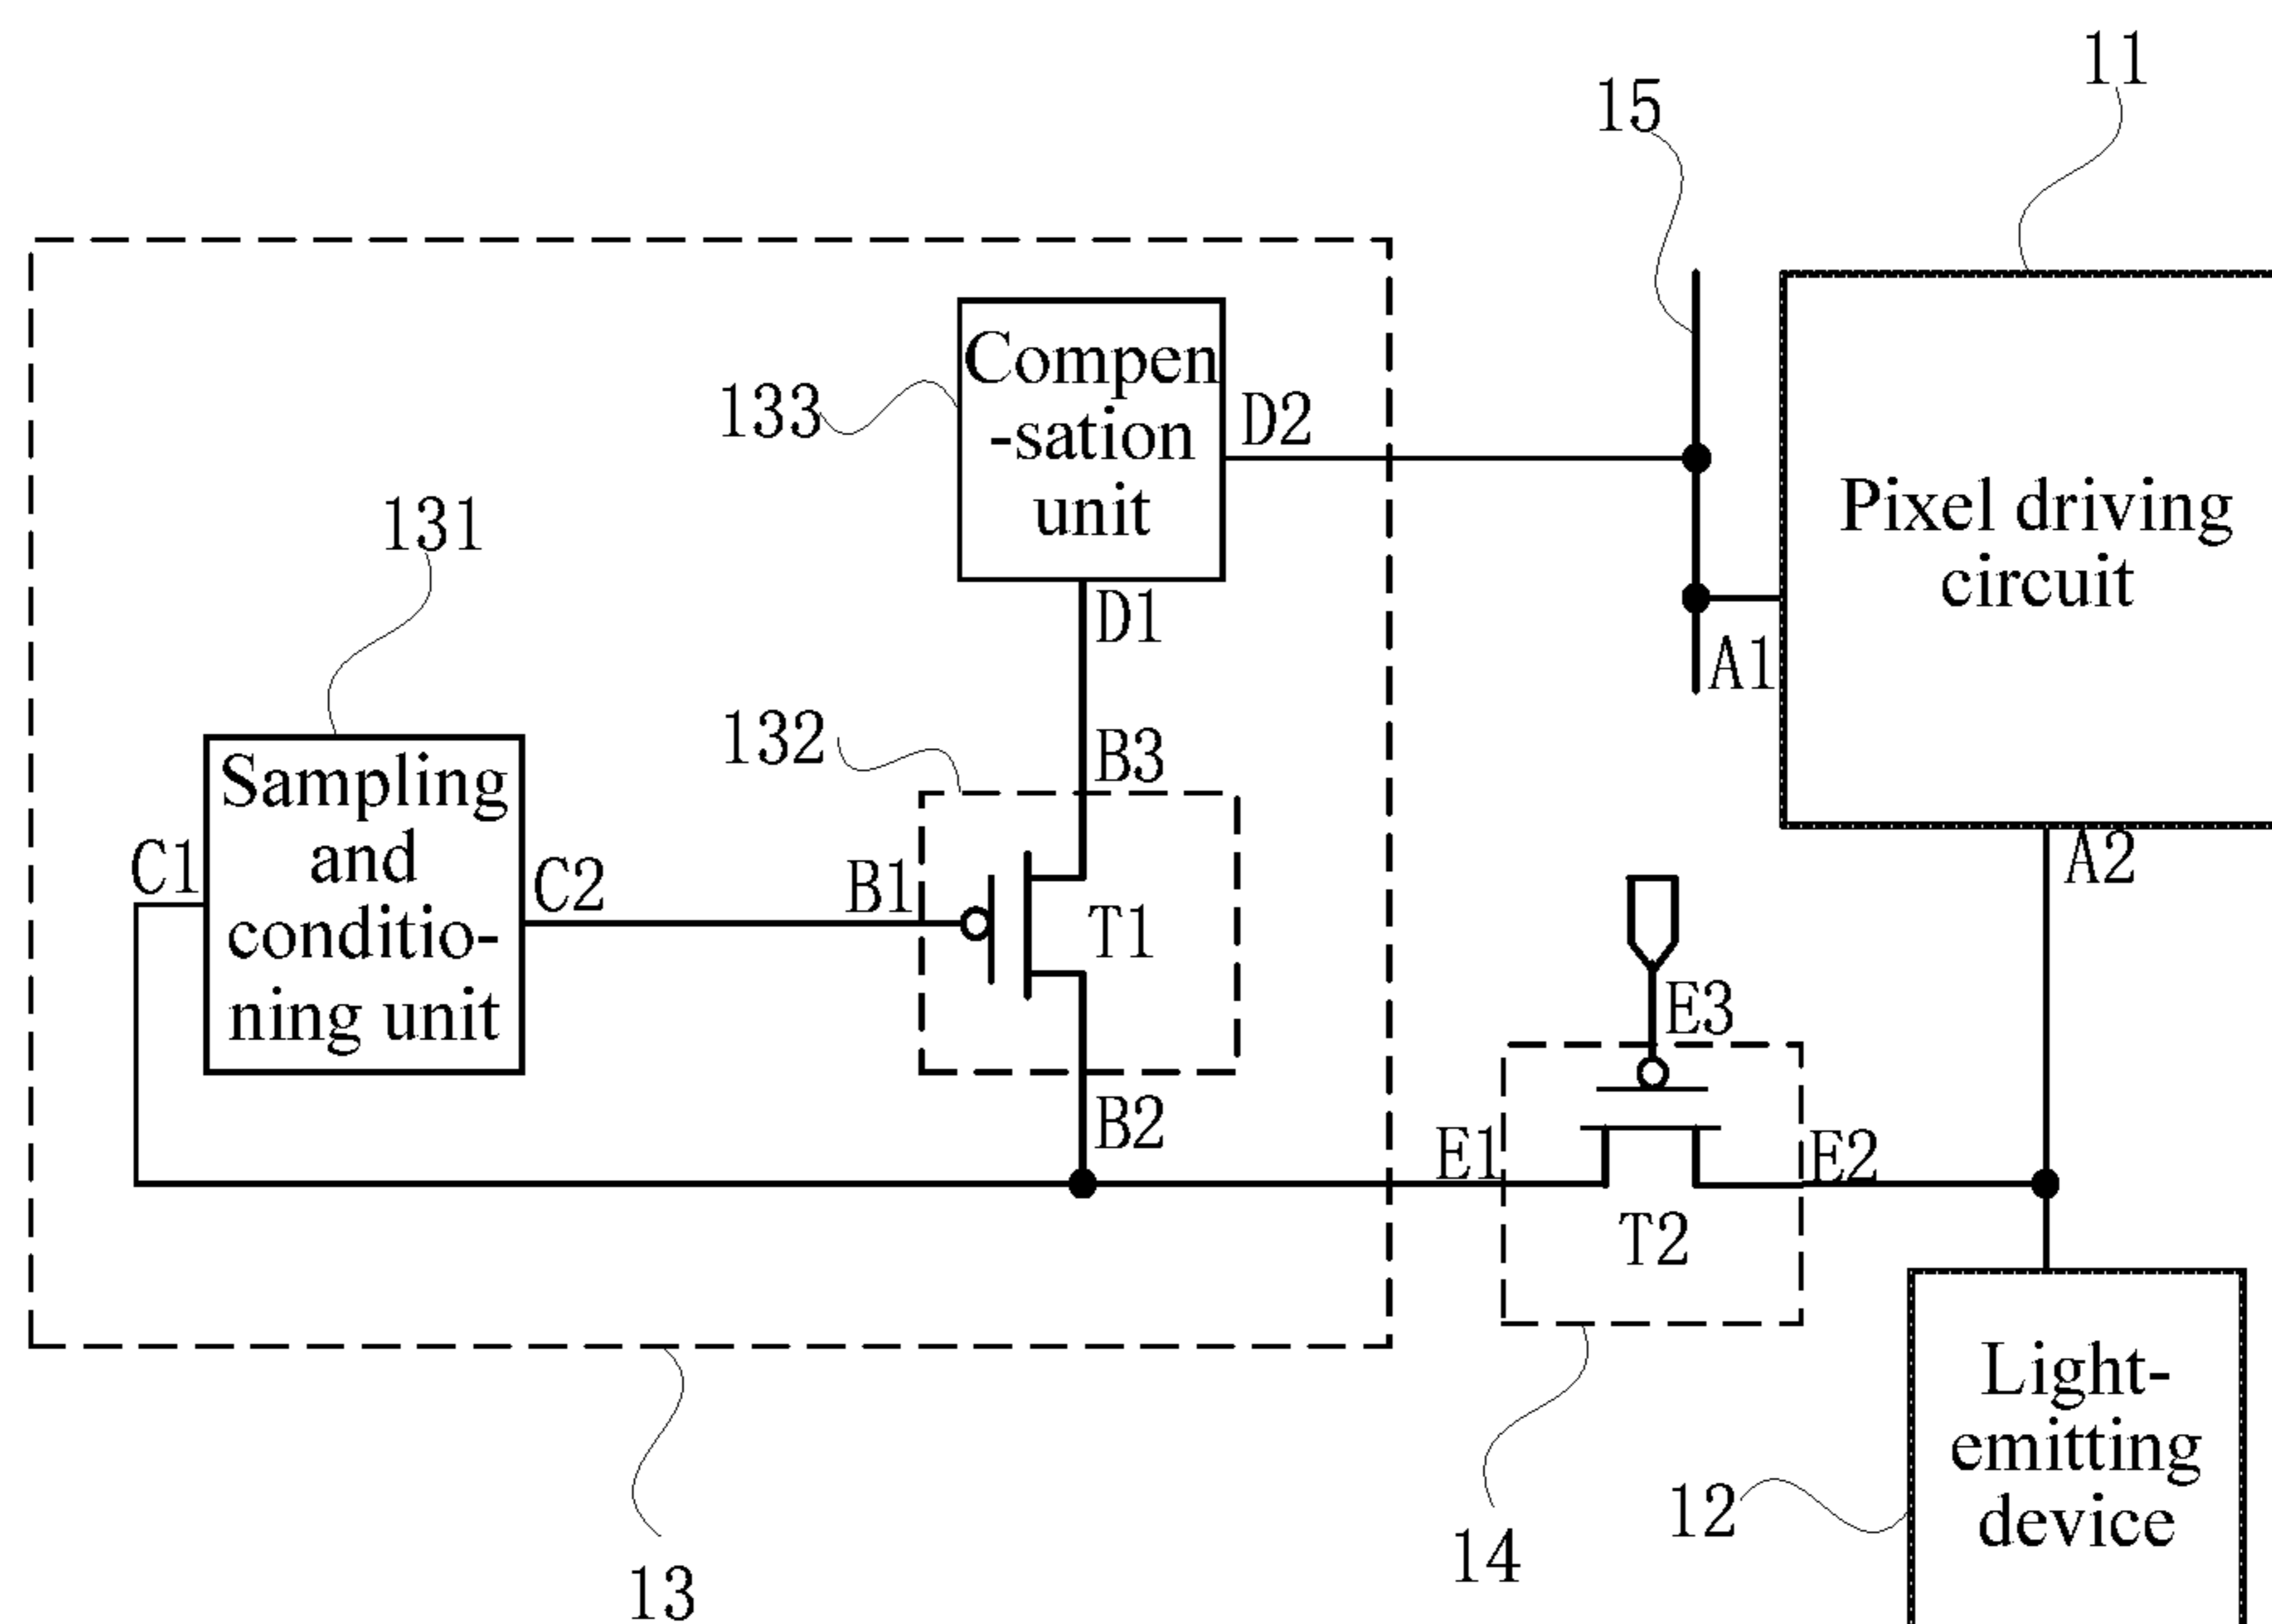 11
15
Compen
-sation
unit
133
D2
Pixel driving
circuit
131
D1
A1
132
B3
Sampling
and
conditio-
ning unit
C1
C2
B1
T1
A2
E3
B2
E1
E2
T2
Light-
emitting
device
12
14
13